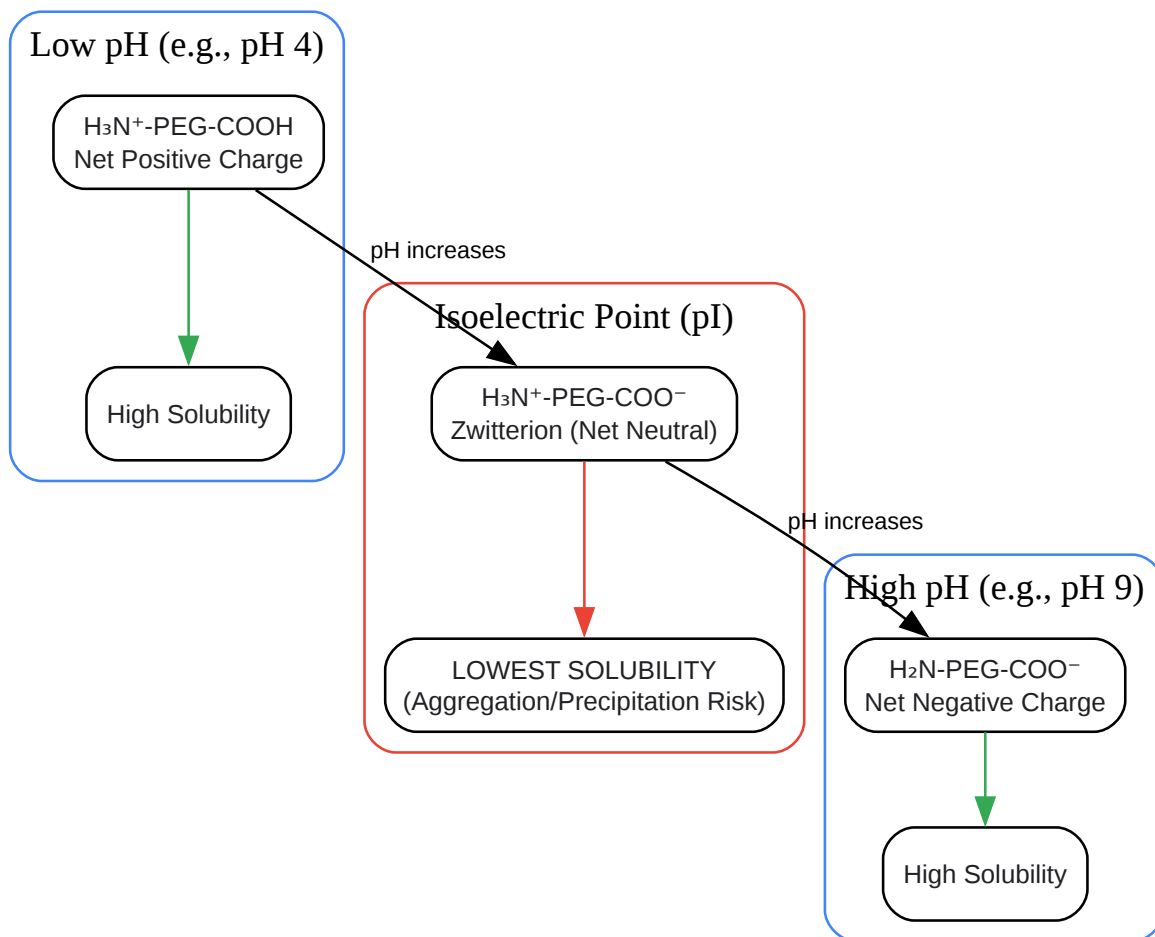 Low pH (e.g., pH 4)
H₃N⁺-PEG-COOH
Net Positive Charge
High Solubility
pH increases
Isoelectric Point (pI)
H₃N⁺-PEG-COO⁻
Zwitterion (Net Neutral)
LOWEST SOLUBILITY
(Aggregation/Precipitation Risk)
pH increases
High pH (e.g., pH 9)
H₂N-PEG-COO⁻
Net Negative Charge
High Solubility